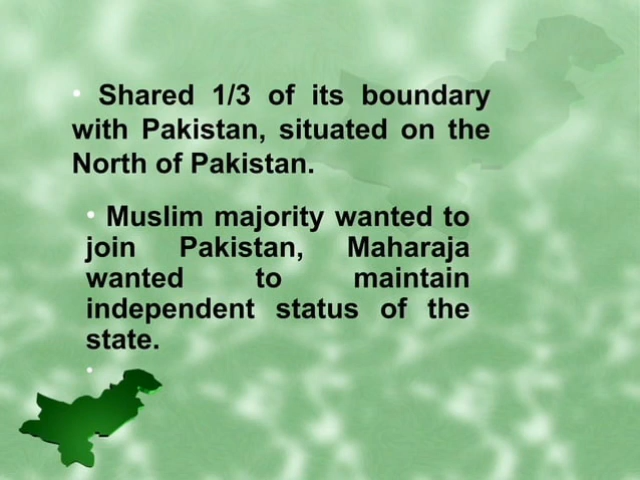 • Shared 1/3 of its boundary
with Pakistan, situated on the
North of Pakistan.
• Muslim majority wanted to
join Pakistan, Maharaja
wanted to maintain
independent status of the
state.
•